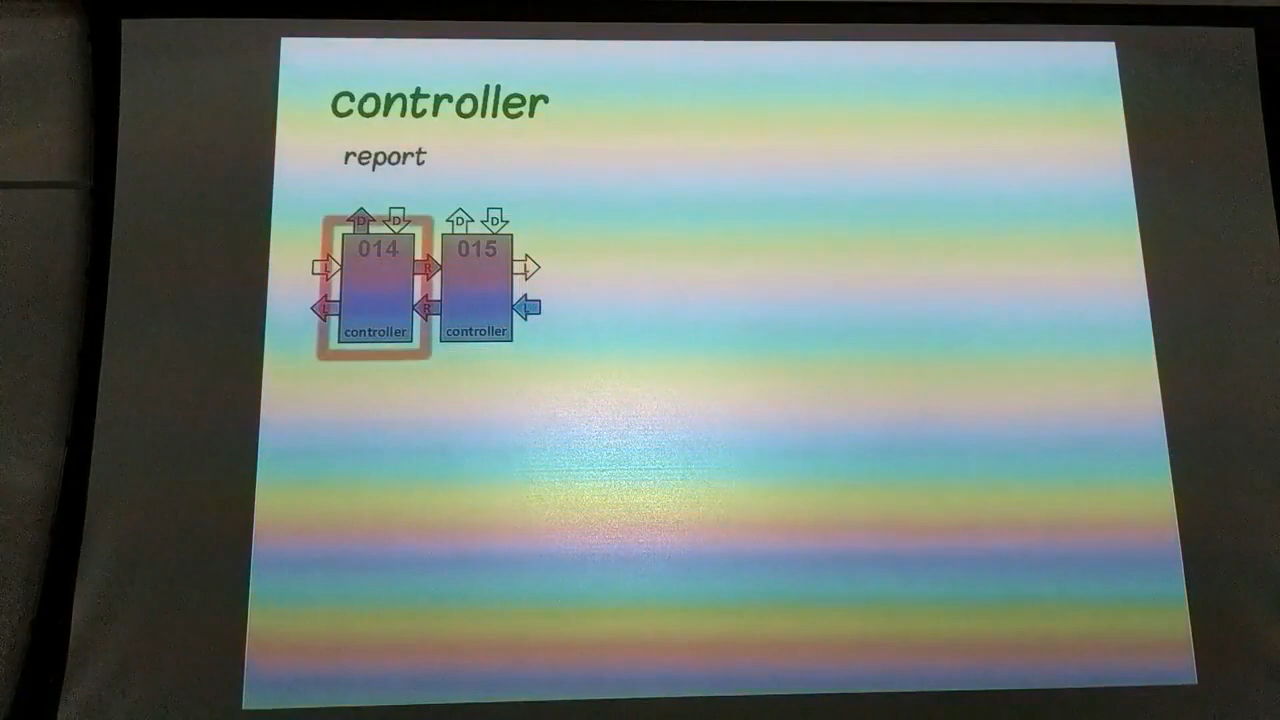 controller
report
D D D D
014 015
L R L
L R L
controller controller